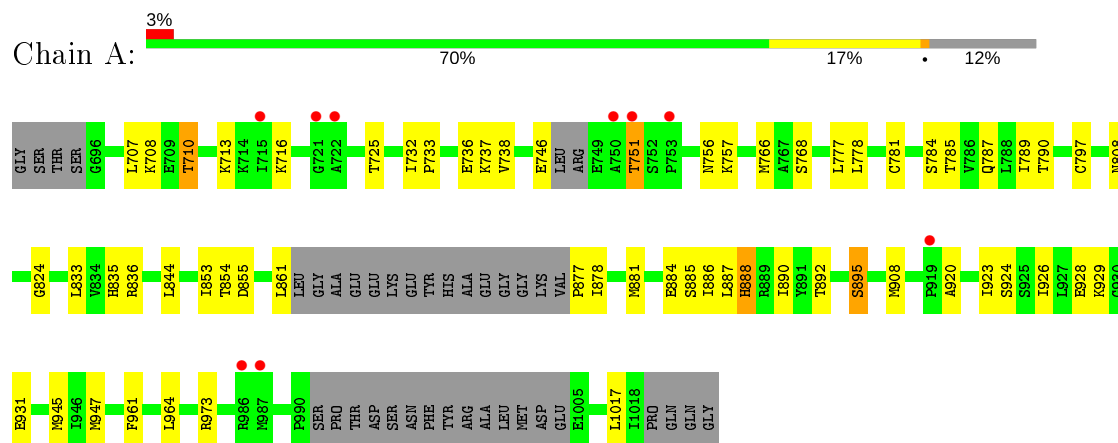 3%
Chain A:
70% 17% • 12%
GLY SER THR SER G696 L707 K708 E709 T710 K713 K714 I715 K716 G721 A722 T725 I732 P733 E736 K737 V738 E746 LEU ARG E749 A750 T751 S752 P753 N756 K757 M766 A767 S768 L777 L778 C781 S784 T785 V786 Q787 L788 I789 T790 C797
G824 L833 V834 H835 R836 L844 I853 T854 D855 L861 LEU GLY ALA GLU GLU LYS GLU TYR HIS ALA GLU GLY GLY LYS VAL P877 I878 M881 E884 S885 I886 L887 H888 R889 I890 Y891 T892 S895 M908 P919 A920 I923 S924 S925 I926 L927 E928 K929
E931 M945 I946 M947 F961 L964 R973 R986 M987 P990 SER PRO THR ASP SER ASN PHE TYR ARG ALA LEU MET ASP GLU E1005 L1017 I1018 PRO GLN GLN GLY